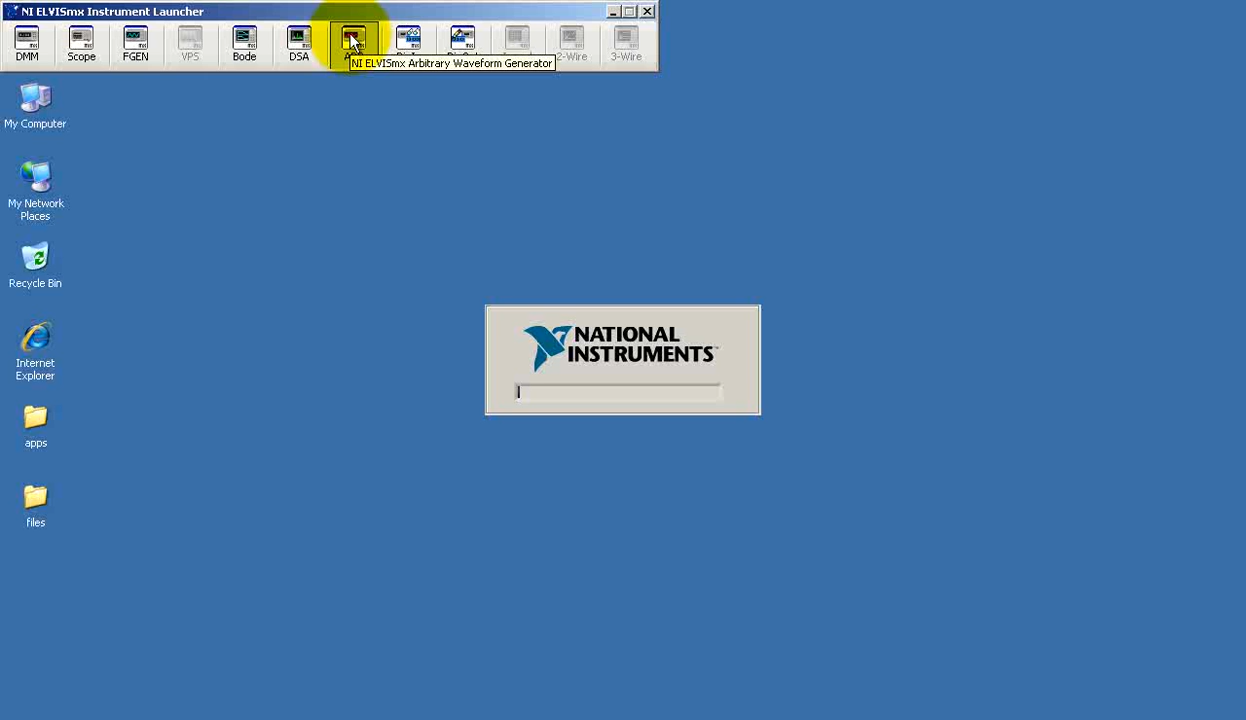 NI ELVISmx Instrument Launcher
DMM
Scope
FGEN
VPS
Bode
DSA
2-Wire
3-Wire
NI ELVISmx Arbitrary Waveform Generator
My Computer
My Network
Places
Recycle Bin
Internet
Explorer
apps
files
NATIONAL
INSTRUMENTS™